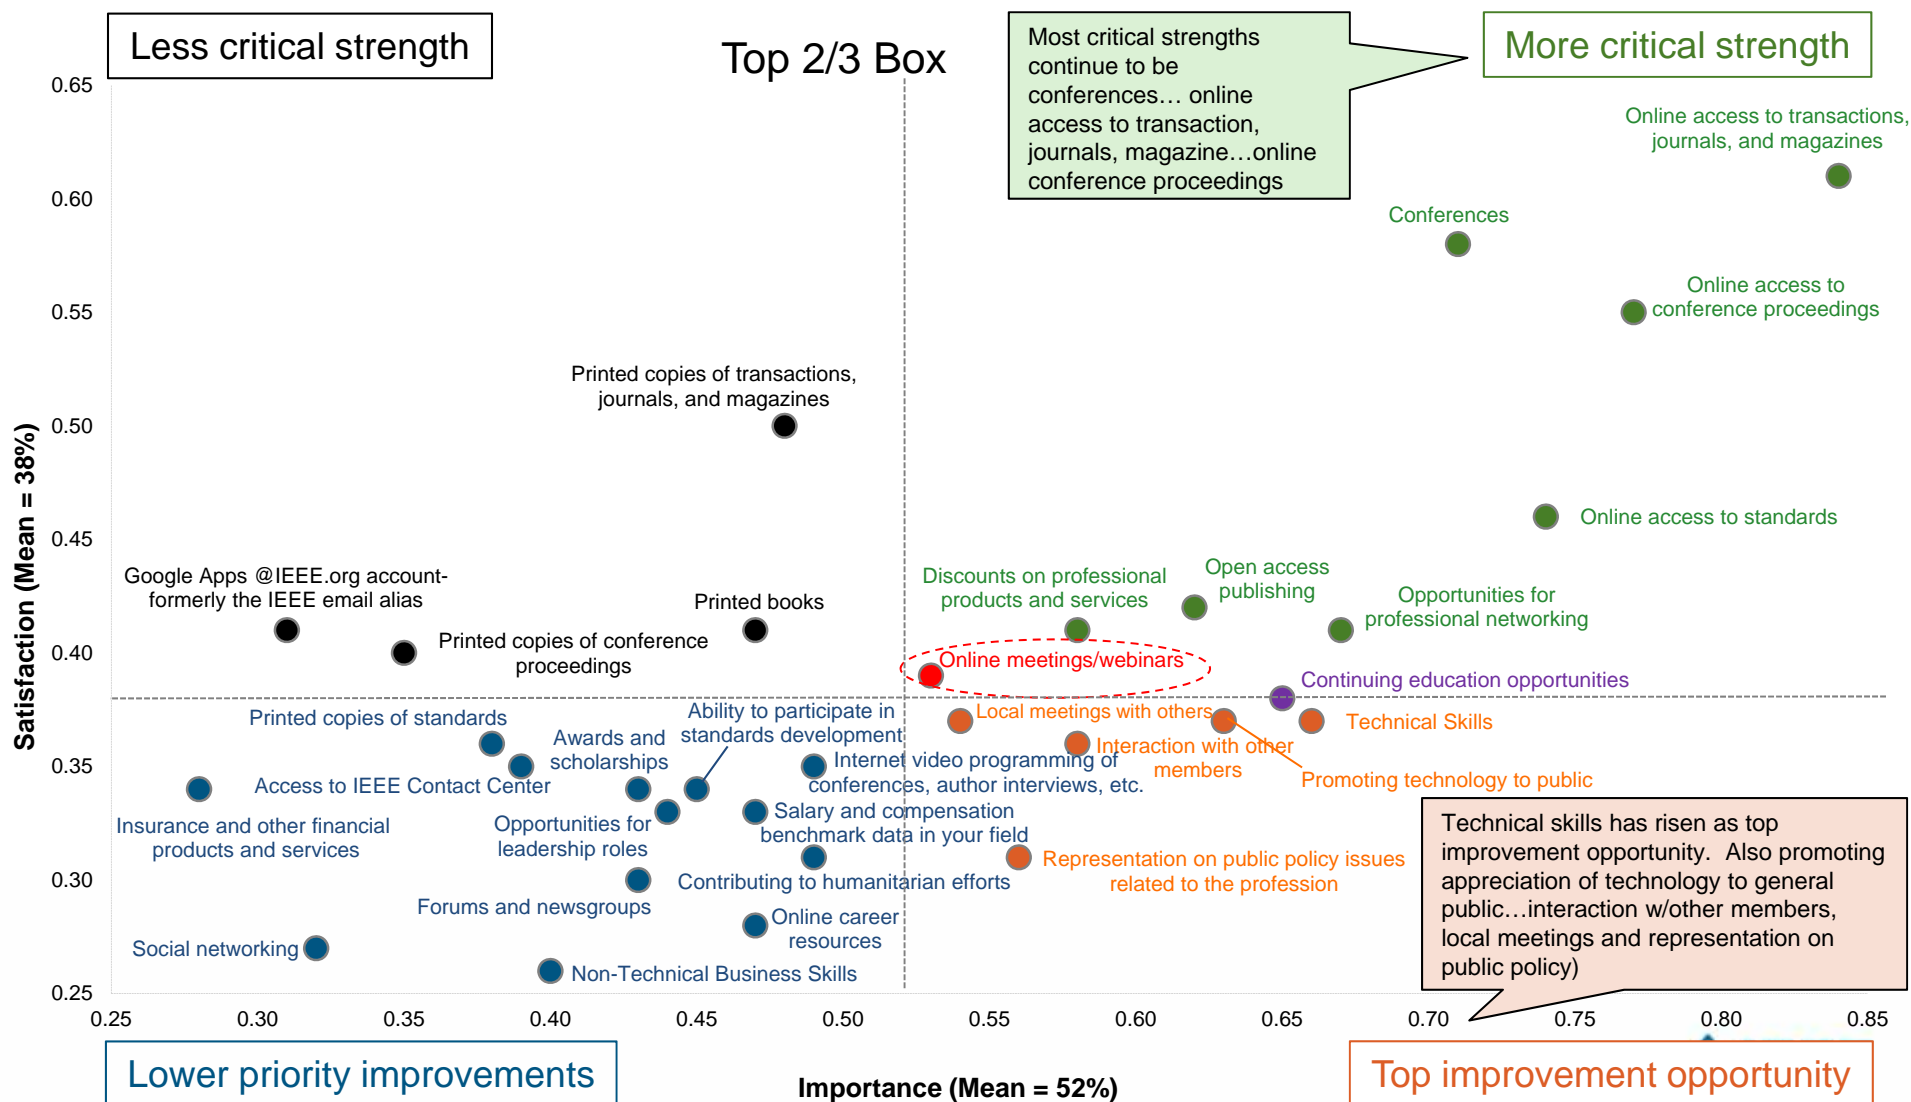 Less critical strength
Top 2/3 Box
Most critical strengths
continue to be
conferences… online
access to transaction,
journals, magazine…online
conference proceedings
More critical strength
0.65
0.60
0.55
0.50
0.45
0.40
0.35
0.30
0.25
Satisfaction (Mean = 38%)
Online access to transactions,
journals, and magazines
Conferences
Online access to
conference proceedings
Printed copies of transactions,
journals, and magazines
Online access to standards
Google Apps @IEEE.org account-
formerly the IEEE email alias
Printed books
Printed copies of conference
proceedings
Discounts on professional
products and services
Open access
publishing
Opportunities for
professional networking
Online meetings/webinars
Continuing education opportunities
Printed copies of standards
Ability to participate in
standards development
Local meetings with others
Technical Skills
Awards and
scholarships
Interaction with other
members
Internet video programming of
conferences, author interviews, etc.
Promoting technology to public
Access to IEEE Contact Center
Insurance and other financial
products and services
Opportunities for
leadership roles
Salary and compensation
benchmark data in your field
Representation on public policy issues
related to the profession
Contributing to humanitarian efforts
Forums and newsgroups
Online career
resources
Social networking
Non-Technical Business Skills
Technical skills has risen as top
improvement opportunity.  Also promoting
appreciation of technology to general
public…interaction w/other members,
local meetings and representation on
public policy)
0.25
0.30
0.35
0.40
0.45
0.50
0.55
0.60
0.65
0.70
0.75
0.80
0.85
Lower priority improvements
Importance (Mean = 52%)
Top improvement opportunity